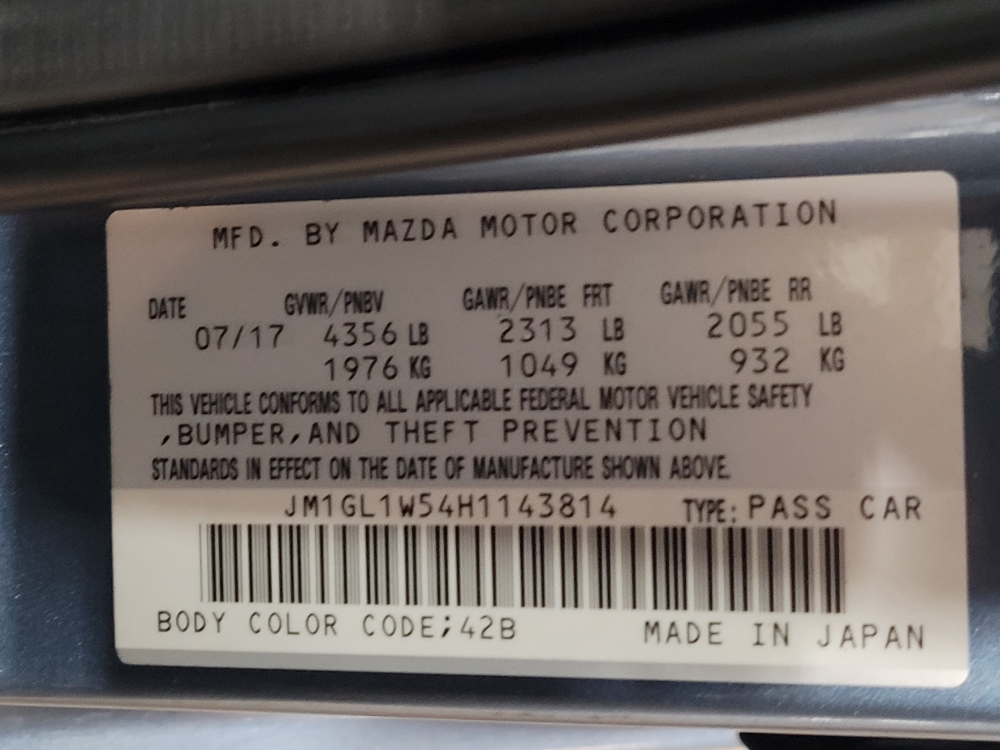 MFD. BY MAZDA MOTOR CORPORATION
DATE GVWR/PNBV GAWR/PNBE FRT GAWR/PNBE RR
07/17 4356 LB 2313 LB 2055 LB
1976 KG 1049 KG 932 KG
THIS VEHICLE CONFORMS TO ALL APPLICABLE FEDERAL MOTOR VEHICLE SAFETY
,BUMPER,AND THEFT PREVENTION
STANDARDS IN EFFECT ON THE DATE OF MANUFACTURE SHOWN ABOVE.
JM1GL1W54H1143814 TYPE: PASS CAR
BODY COLOR CODE;42B MADE IN JAPAN